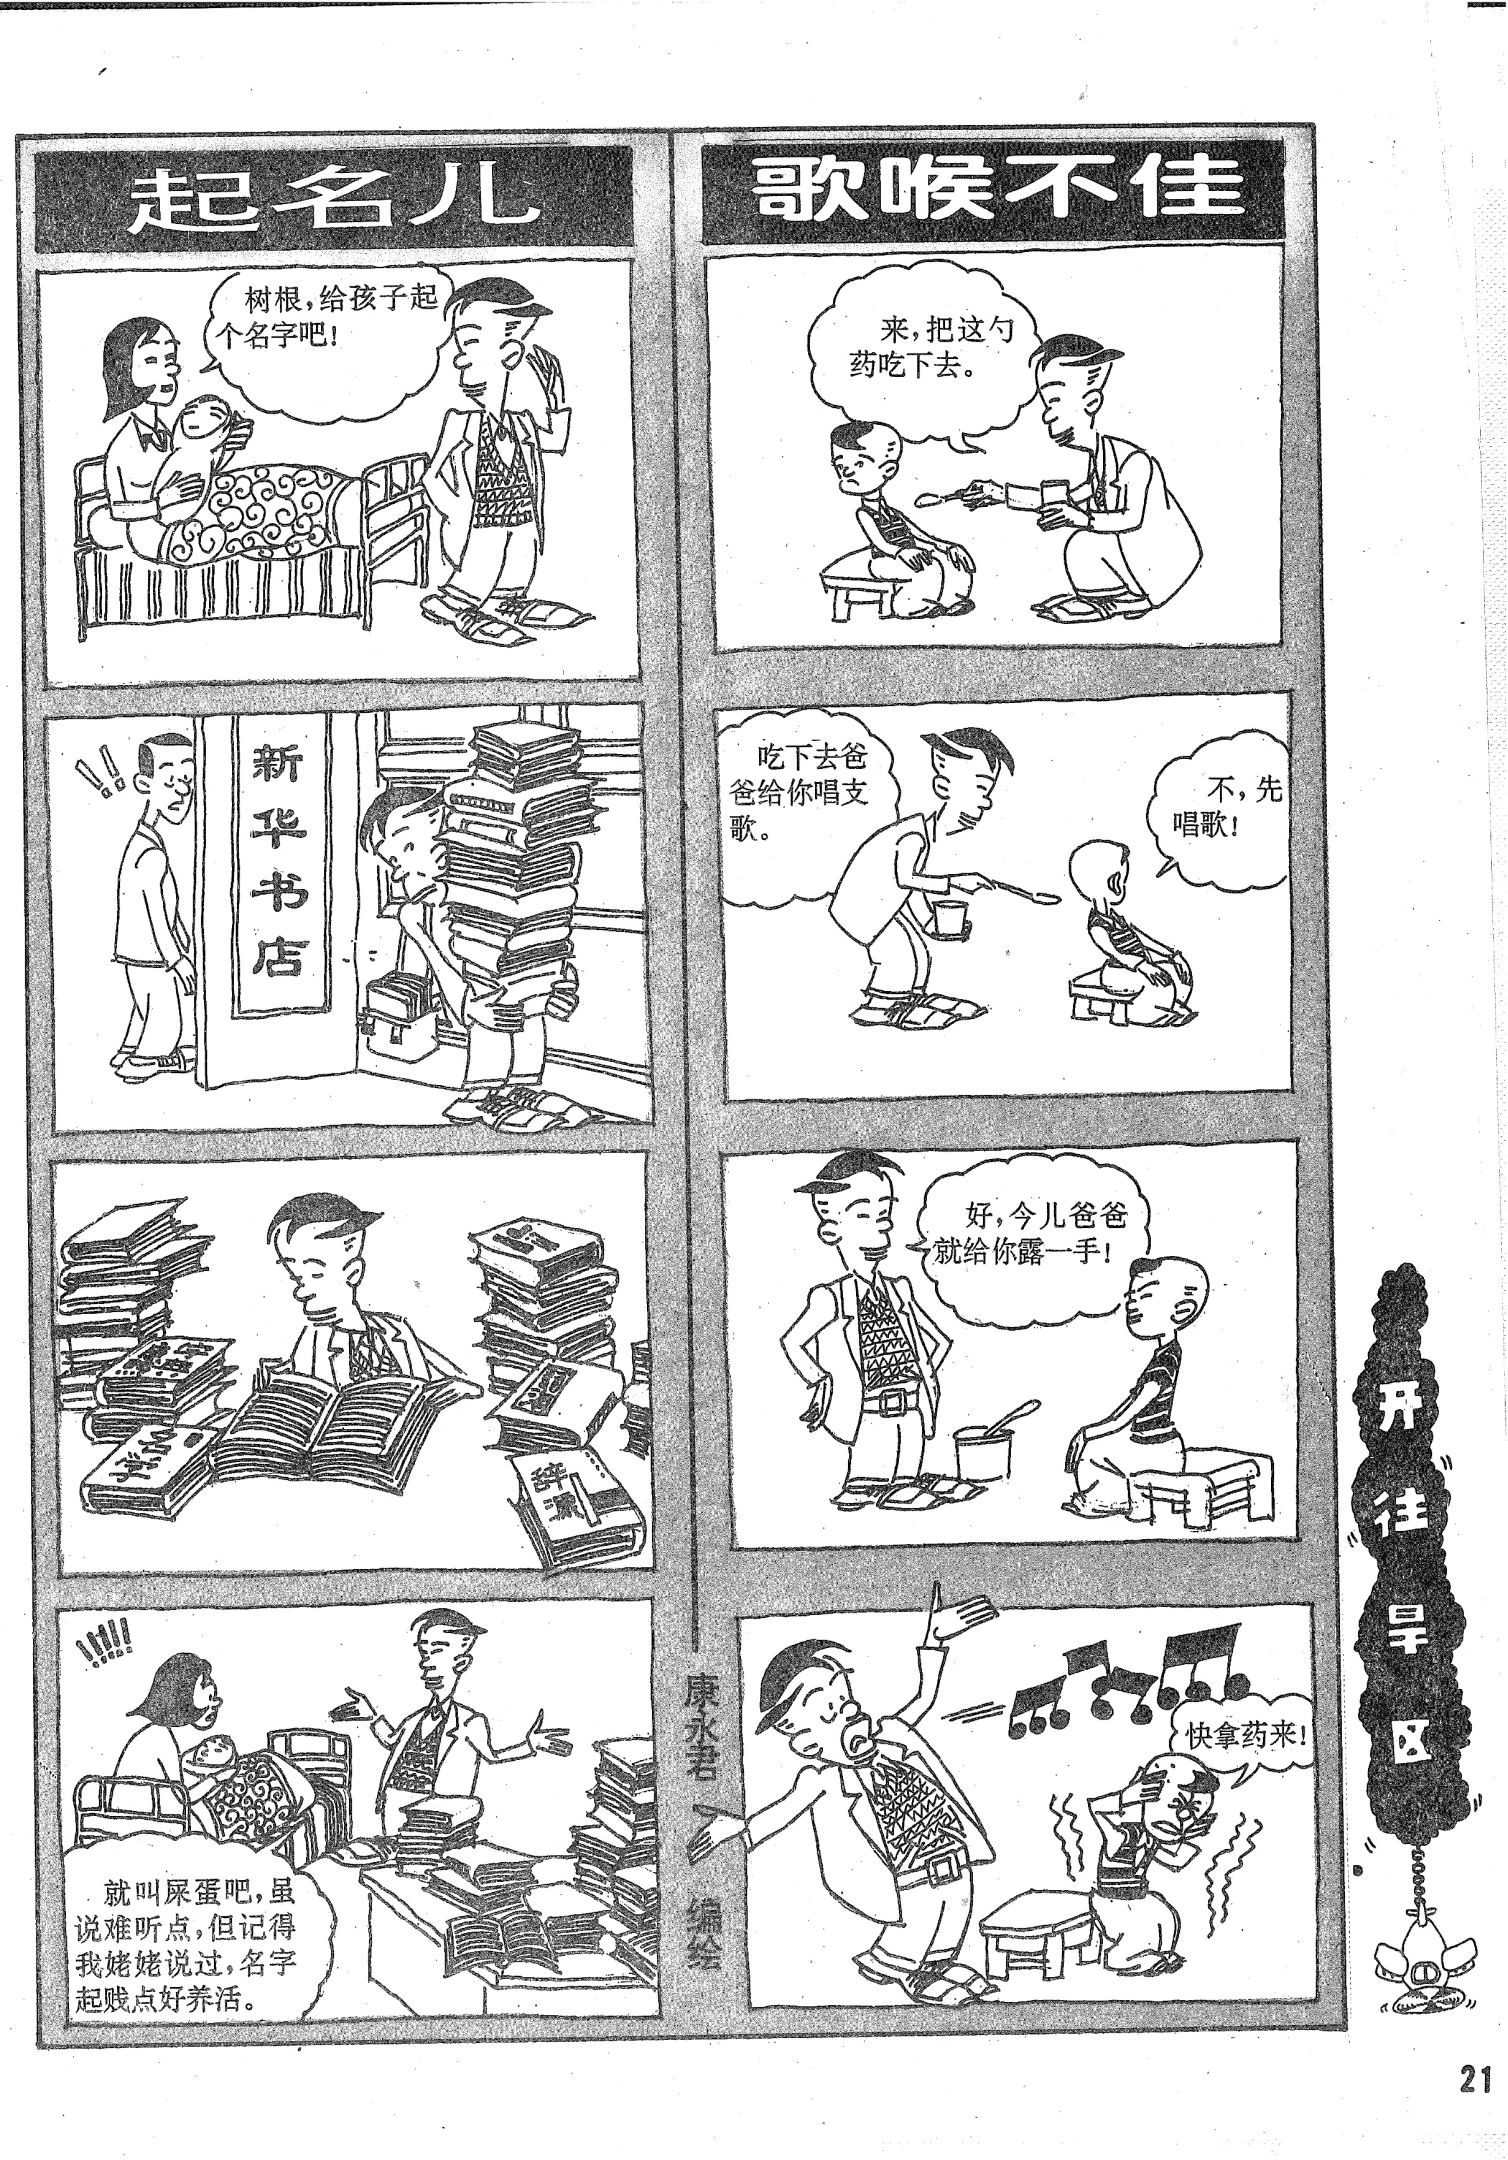 起名儿
树根，给孩子起
个名字吧！
新华书店
字典
文学
辞源
就叫屎蛋吧，虽
说难听点，但记得
我姥姥说过，名字
起贱点好养活。
歌喉不佳
来，把这勺
药吃下去。
吃下去爸
爸给你唱支
歌。
不，先
唱歌！
好，今儿爸爸
就给你露一手！
快拿药来！
康永君 编绘
开往旱区
21